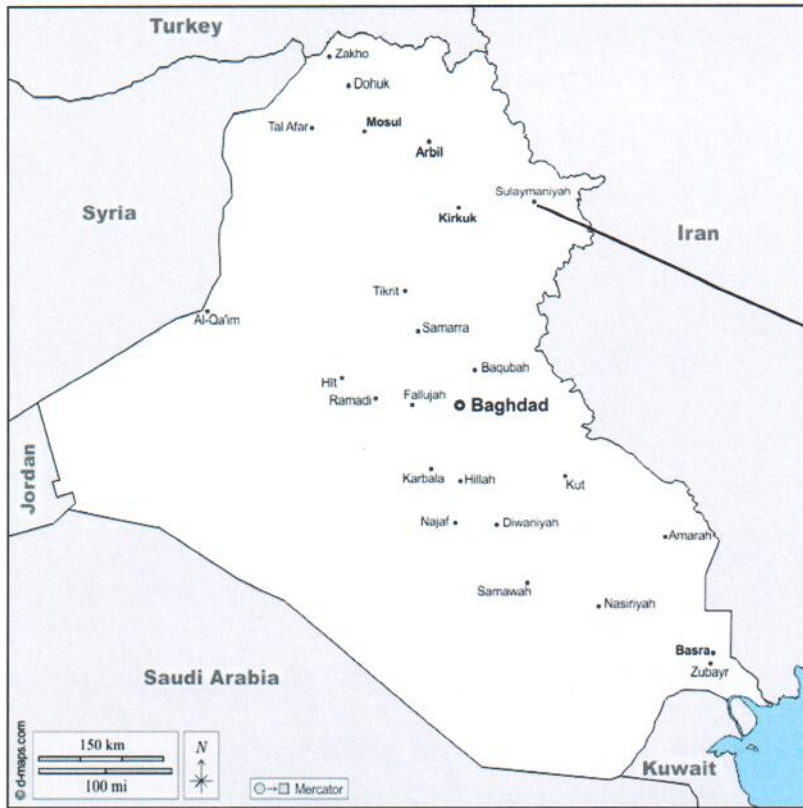 Turkey
Zakho
Dohuk
Tal Afar
Mosul
Arbil
Syria
Sulaymaniyah
Kirkuk
Iran
Tikrit
Al-Qa'im
Samarra
Baqubah
Hit
Ramadi
Fallujah
Baghdad
Jordan
Karbala
Hillah
Kut
Najaf
Diwaniyah
Amarah
Samawah
Nasiriyah
Basra
Zubayr
Saudi Arabia
Kuwait
© d-maps.com
150 km
100 mi
N
Mercator